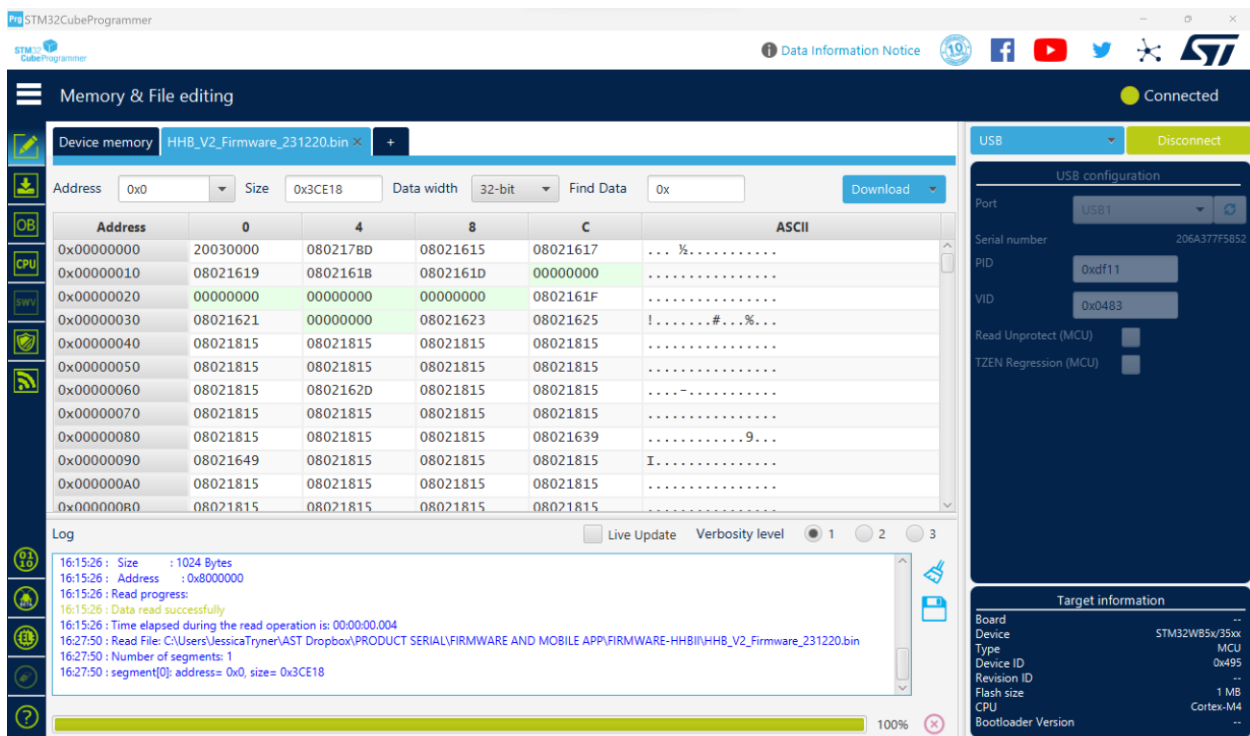 Prg STM32CubeProgrammer
STM32 CubeProgrammer
Data Information Notice
Memory & File editing
Connected
Device memory HHB_V2_Firmware_231220.bin × +
Address 0x0 Size 0x3CE18 Data width 32-bit Find Data 0x Download
Address 0 4 8 C ASCII
0x00000000 20030000 080217BD 08021615 08021617 ... ½...........
0x00000010 08021619 0802161B 0802161D 00000000 ................
0x00000020 00000000 00000000 00000000 0802161F ................
0x00000030 08021621 00000000 08021623 08021625 !.......#...%...
0x00000040 08021815 08021815 08021815 08021815 ................
0x00000050 08021815 08021815 08021815 08021815 ................
0x00000060 08021815 0802162D 08021815 08021815 ....-...........
0x00000070 08021815 08021815 08021815 08021815 ................
0x00000080 08021815 08021815 08021815 08021639 ............9...
0x00000090 08021649 08021815 08021815 08021815 I...............
0x000000A0 08021815 08021815 08021815 08021815 ................
0x000000B0 08021815 08021815 08021815 08021815 ................
OB
CPU
SWV
Log Live Update Verbosity level 1 2 3
16:15:26 : Size : 1024 Bytes
16:15:26 : Address : 0x8000000
16:15:26 : Read progress:
16:15:26 : Data read successfully
16:15:26 : Time elapsed during the read operation is: 00:00:00.004
16:27:50 : Read File: C:\Users\JessicaTryner\AST Dropbox\PRODUCT SERIAL\FIRMWARE AND MOBILE APP\FIRMWARE-HHBII\HHB_V2_Firmware_231220.bin
16:27:50 : Number of segments: 1
16:27:50 : segment[0]: address= 0x0, size= 0x3CE18
100%
USB Disconnect
USB configuration
Port USB1
Serial number 206A377F5852
PID 0xdf11
VID 0x0483
Read Unprotect (MCU)
TZEN Regression (MCU)
Target information
Board --
Device STM32WB5x/35xx
Type MCU
Device ID 0x495
Revision ID --
Flash size 1 MB
CPU Cortex-M4
Bootloader Version --